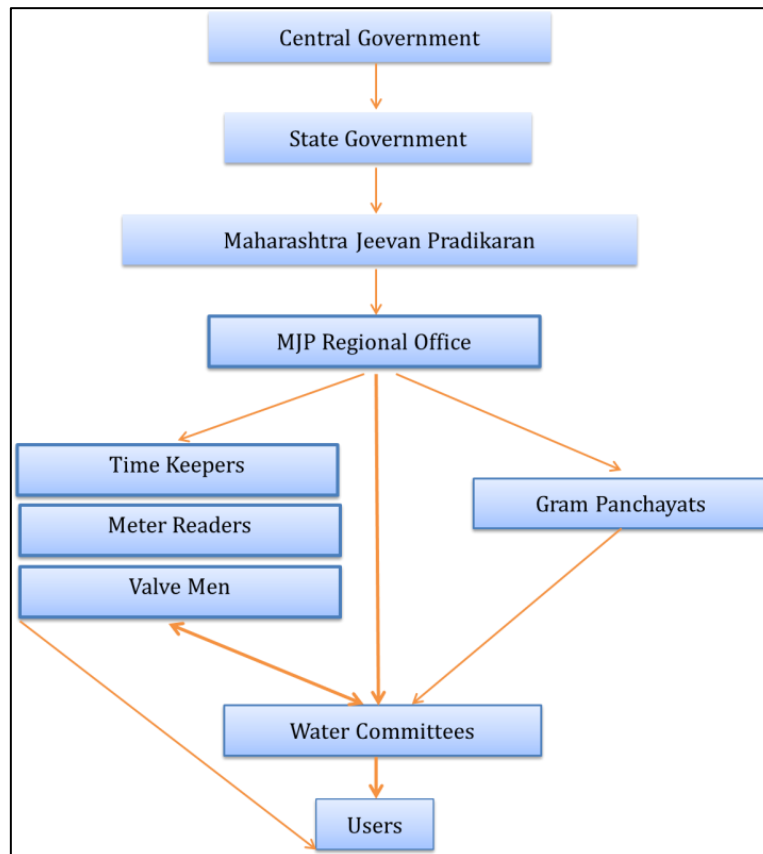 Central Government
State Government
Maharashtra Jeevan Pradikaran
MJP Regional Office
Time Keepers
Meter Readers
Valve Men
Gram Panchayats
Water Committees
Users